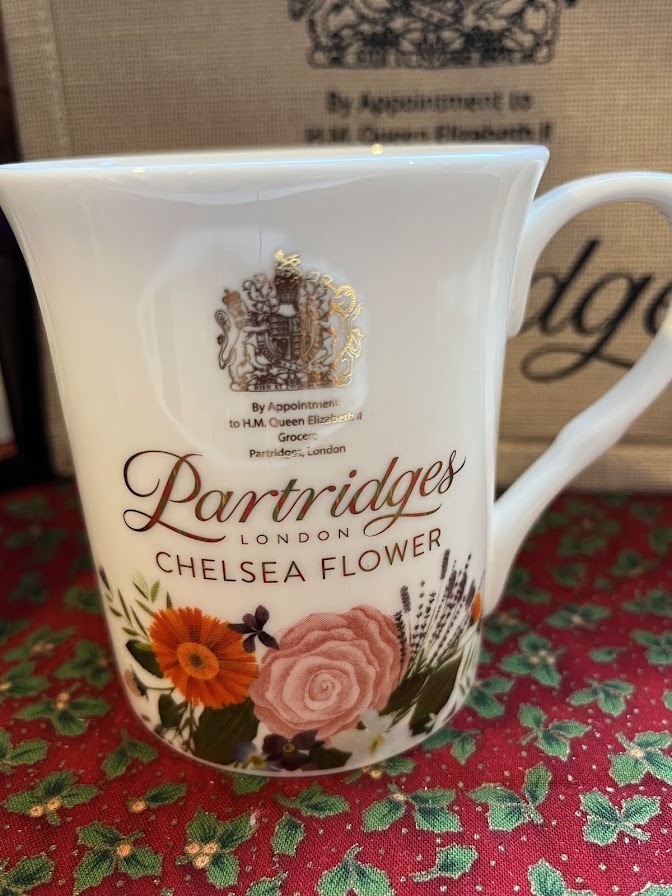 By Appointment to
H.M. Queen Elizabeth II
dge
By Appointment
to H.M. Queen Elizabeth II
Grocers
Partridges, London
Partridges
LONDON
CHELSEA FLOWER